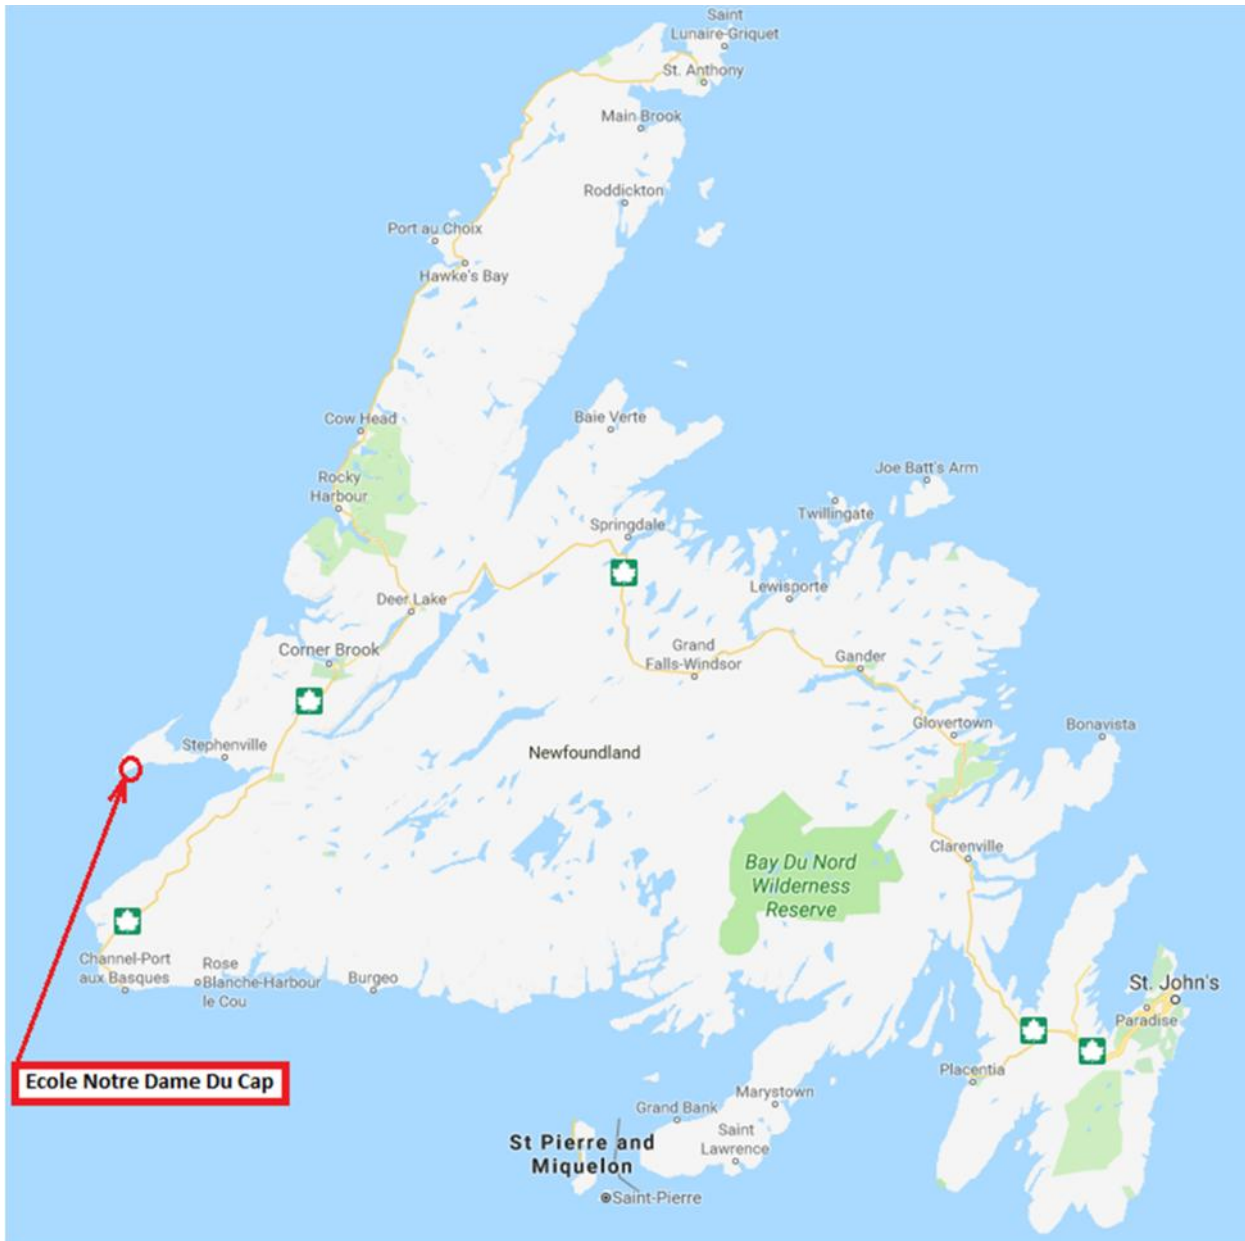 Saint
Lunaire-Griquet
St. Anthony
Main Brook
Roddickton
Port au Choix
Hawke's Bay
Cow Head
Baie Verte
Rocky
Harbour
Joe Batt's Arm
Twillingate
Springdale
Lewisporte
Deer Lake
Corner Brook
Grand
Falls-Windsor
Gander
Stephenville
Newfoundland
Glovertown
Bonavista
Clarenville
Bay Du Nord
Wilderness
Reserve
Channel-Port
aux Basques
Rose
Blanche-Harbour
le Cou
Burgeo
St. John's
Paradise
Placentia
Ecole Notre Dame Du Cap
Marystown
Grand Bank
Saint
Lawrence
St Pierre and
Miquelon
Saint-Pierre